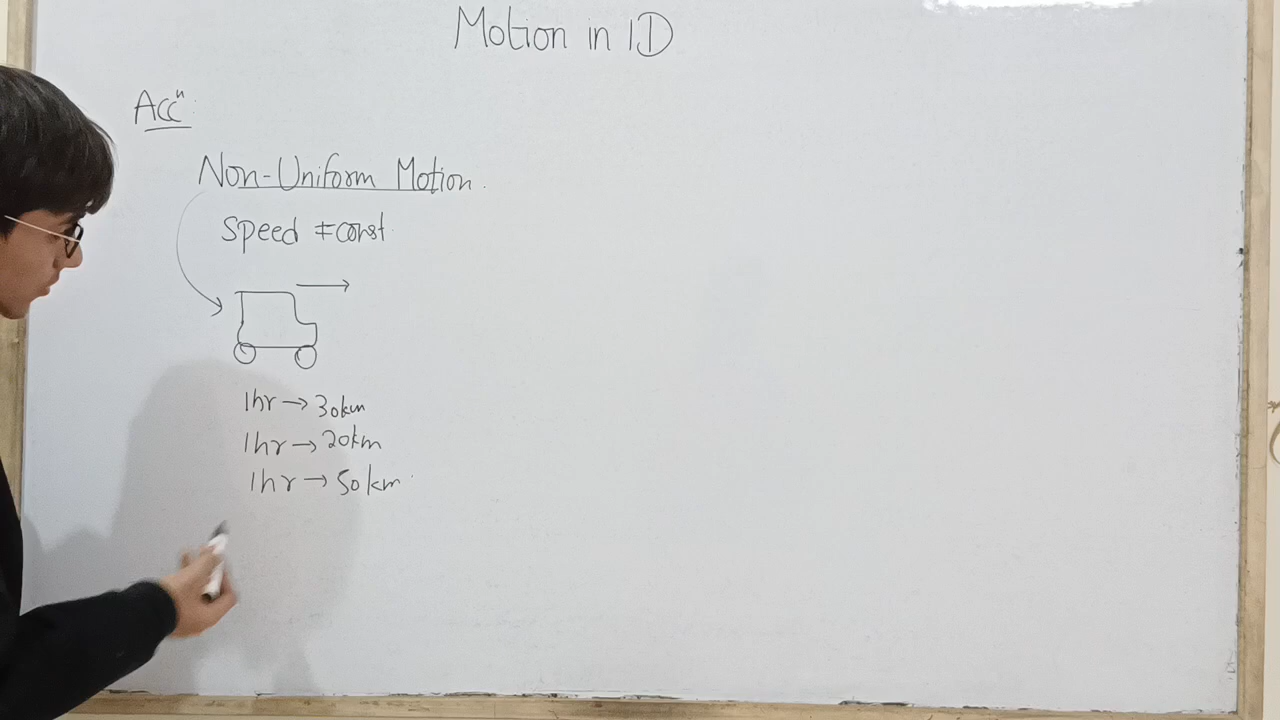 Motion in 1D
Accⁿ:
Non-Uniform Motion.
Speed ≠ const.
1hr → 30km
1hr → 20km
1hr → 50km.